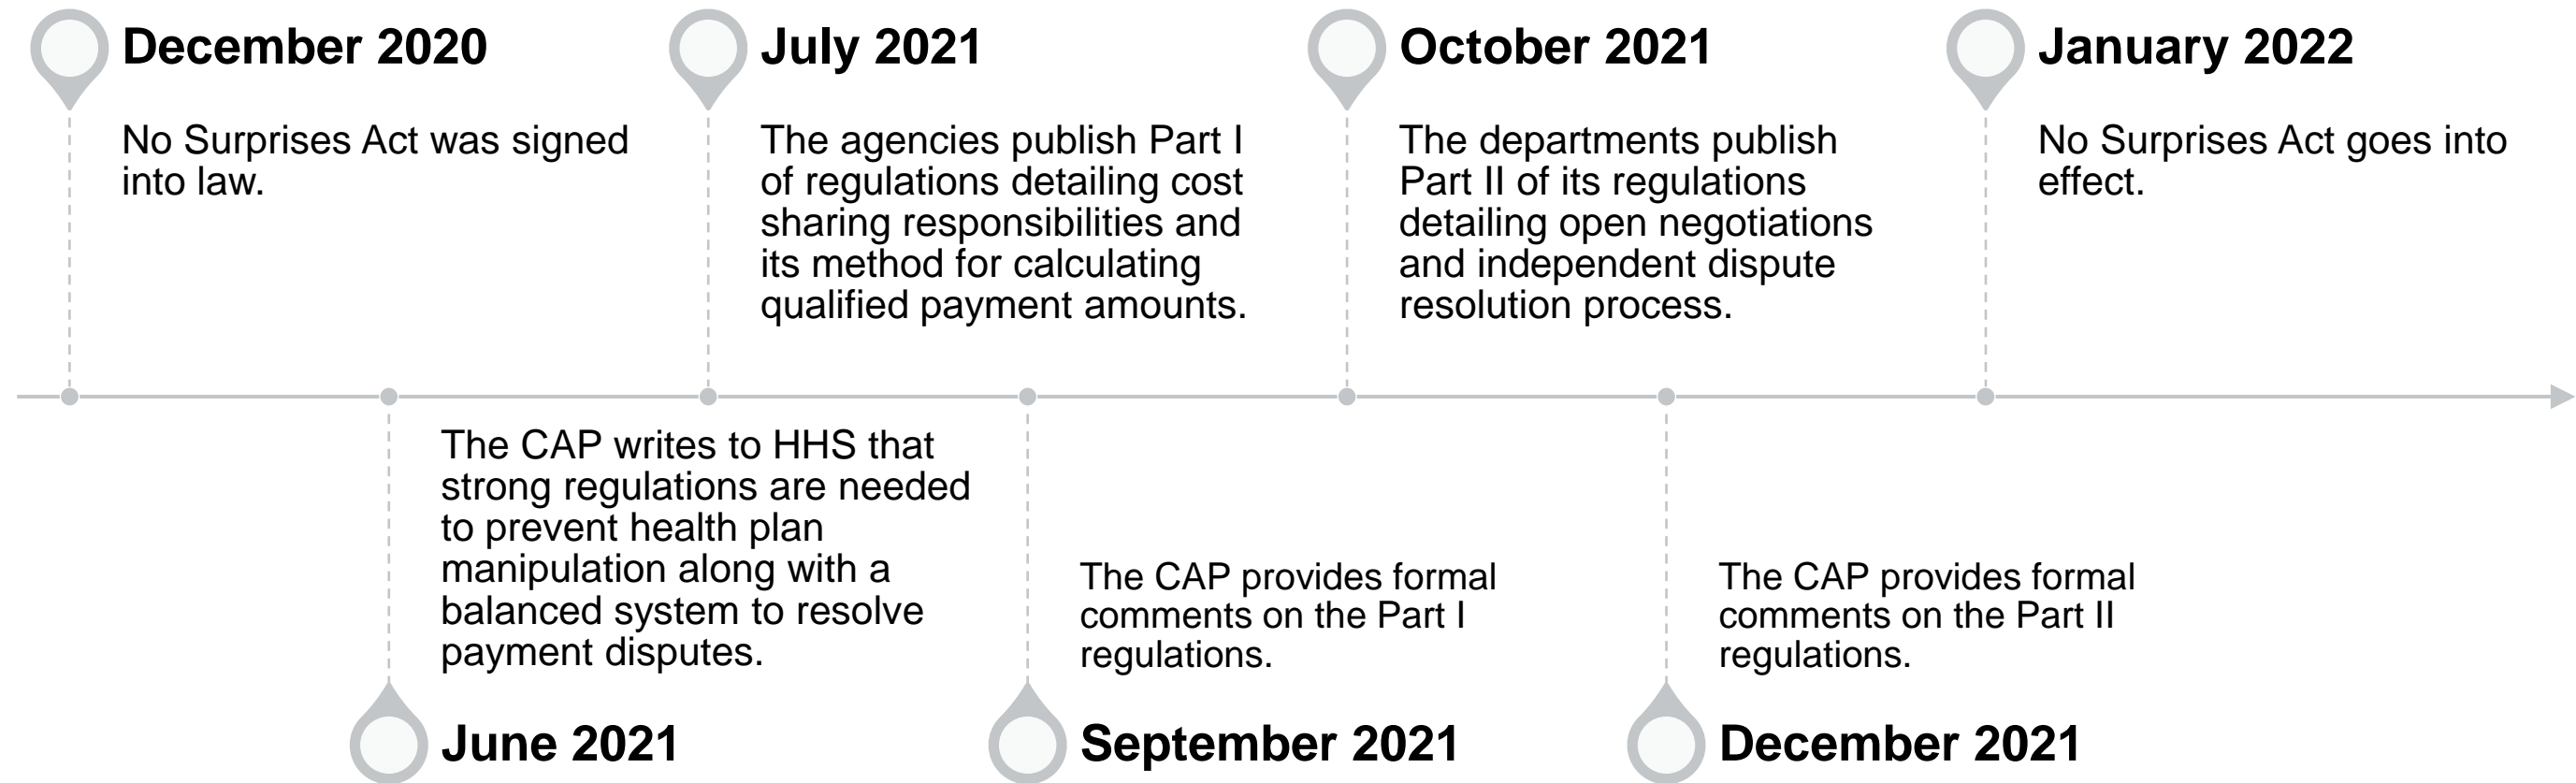 December 2020
No Surprises Act was signed
into law.
July 2021
The agencies publish Part I
of regulations detailing cost
sharing responsibilities and
its method for calculating
qualified payment amounts.
October 2021
The departments publish
Part II of its regulations
detailing open negotiations
and independent dispute
resolution process.
January 2022
No Surprises Act goes into
effect.
The CAP writes to HHS that
strong regulations are needed
to prevent health plan
manipulation along with a
balanced system to resolve
payment disputes.
June 2021
The CAP provides formal
comments on the Part I
regulations.
September 2021
The CAP provides formal
comments on the Part II
regulations.
December 2021